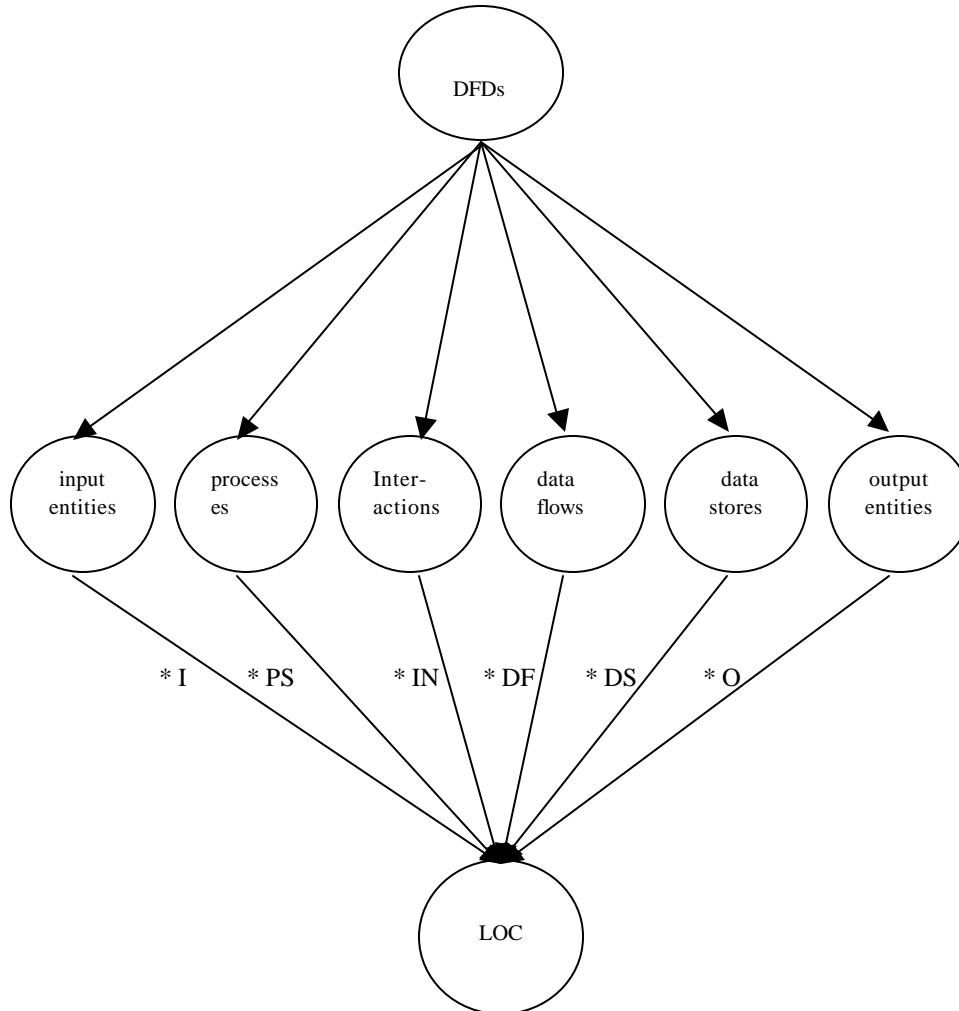 DFDs
input
entities
process
es
Inter-
actions
data
flows
data
stores
output
entities
* I
* PS
* IN
* DF
* DS
* O
LOC